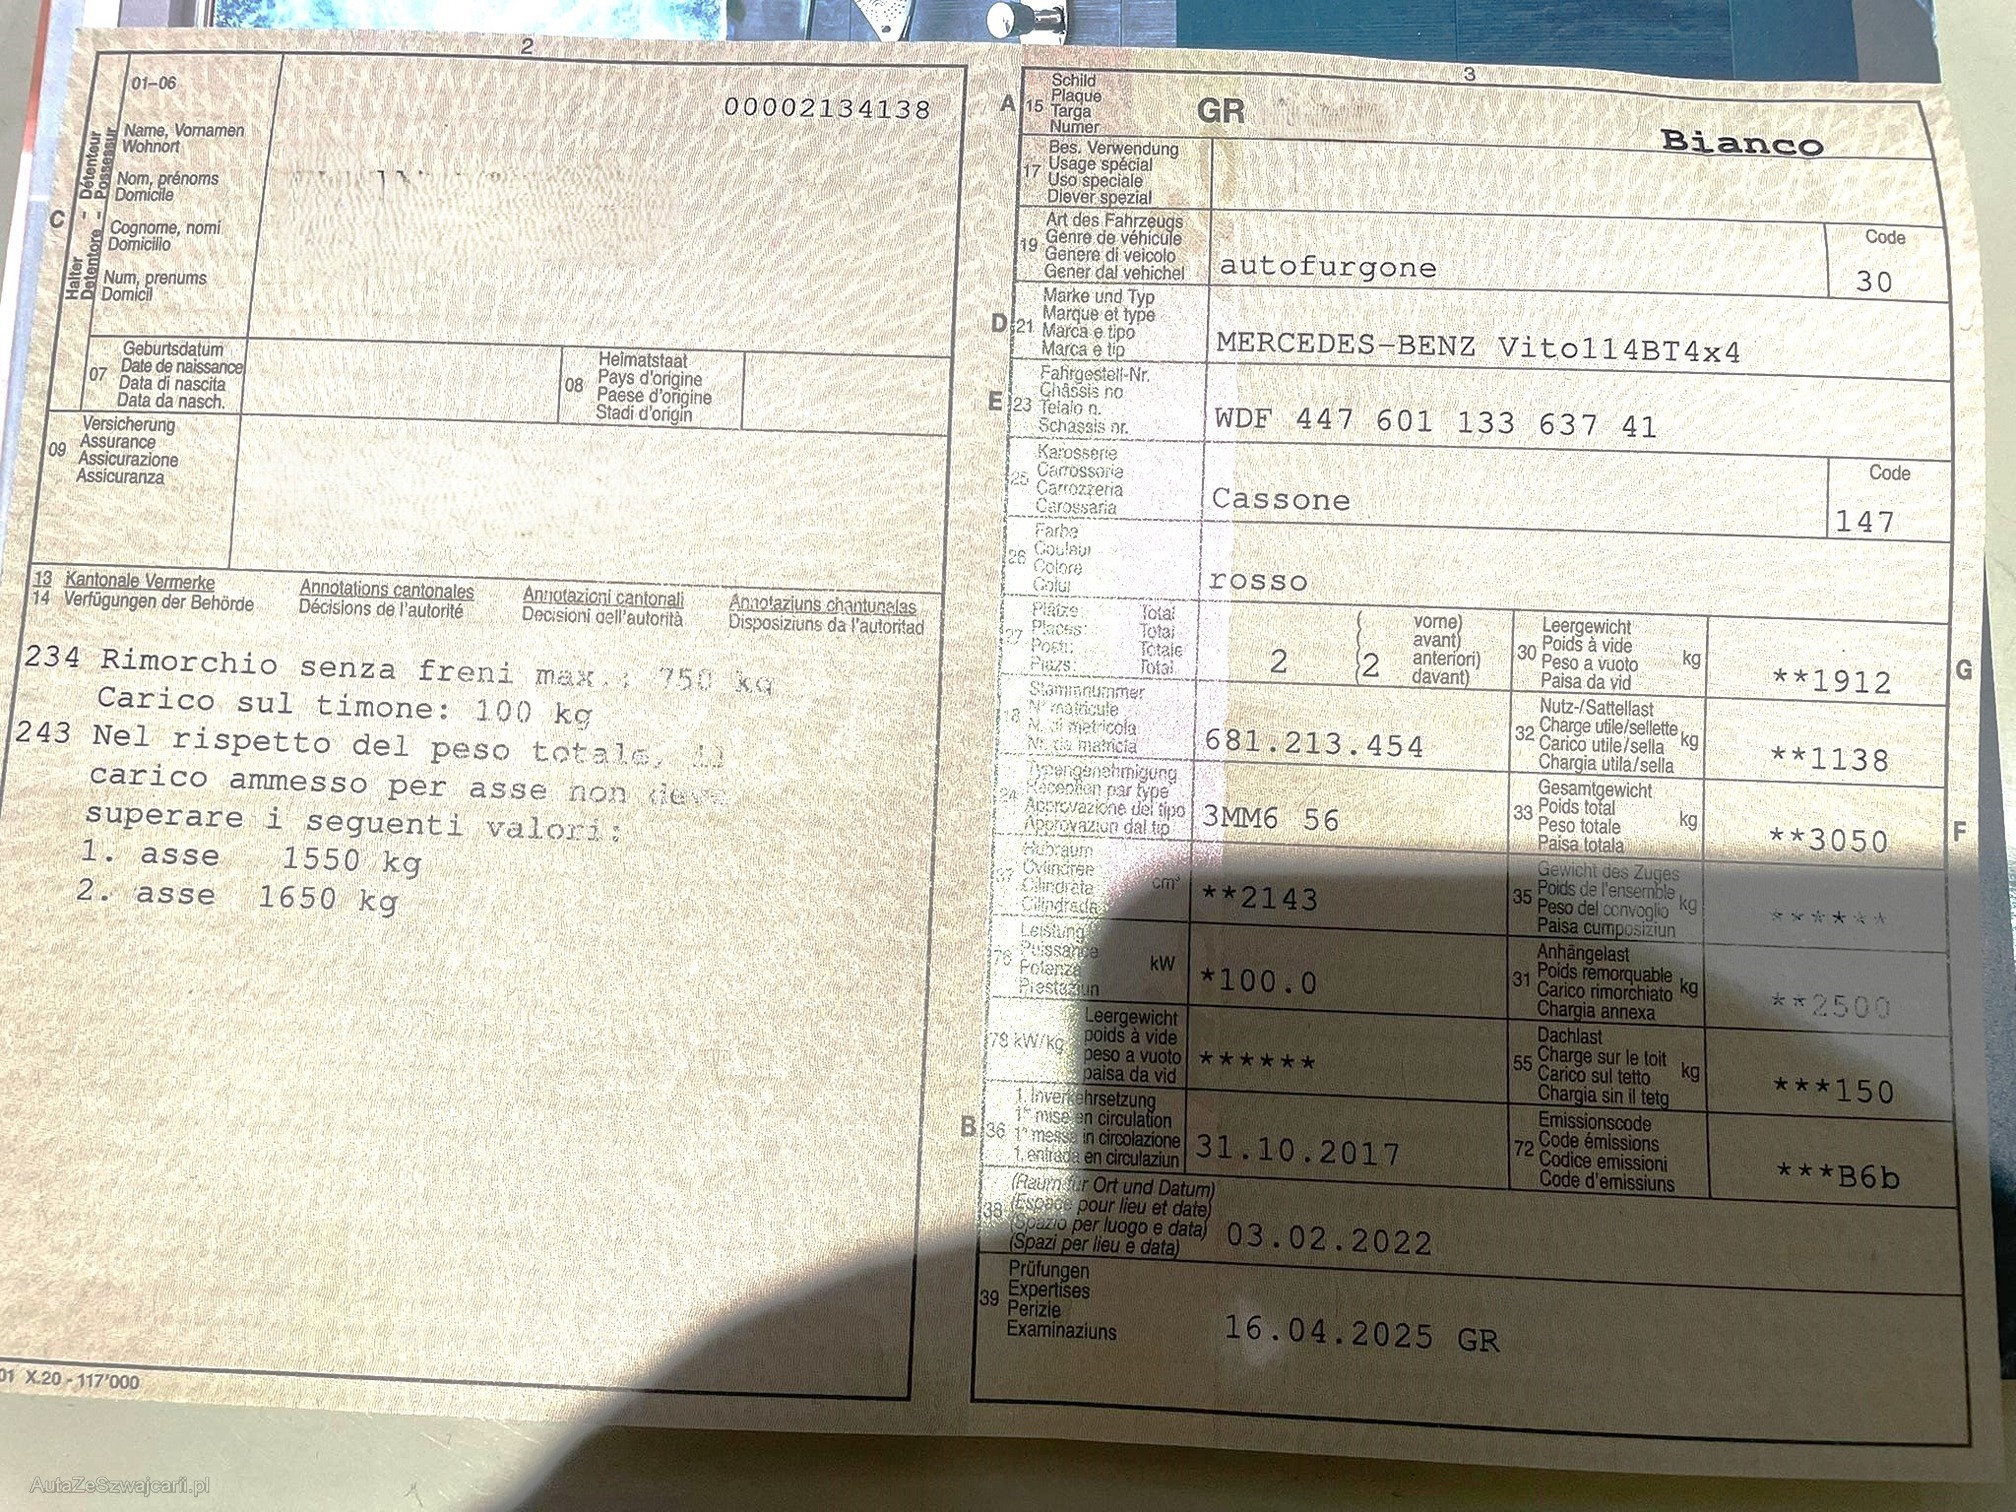 2
01-06
00002134138
C
Halter - Détenteur
Detentore - Possessur
Name, Vornamen
Wohnort
Nom, prénoms
Domicile
Cognome, nomi
Domicilio
Num, prenums
Domicil
07
Geburtsdatum
Date de naissance
Data di nascita
Data da nasch.
08
Heimatstaat
Pays d'origine
Paese d'origine
Stadi d'origin
09
Versicherung
Assurance
Assicurazione
Assicuranza
13 Kantonale Vermerke Annotations cantonales Annotazioni cantonali Annotaziuns chantunalas
14 Verfügungen der Behörde Décisions de l'autorité Decisioni dell'autorità Disposiziuns da l'autoritad
234 Rimorchio senza freni max.: 750 kg
Carico sul timone: 100 kg
243 Nel rispetto del peso totale, il
carico ammesso per asse non deve
superare i seguenti valori:
1. asse 1550 kg
2. asse 1650 kg
01 X.20 - 117'000
3
A
15
Schild
Plaque
Targa
Numer
GR
Bianco
17
Bes. Verwendung
Usage spécial
Uso speciale
Diever spezial
19
Art des Fahrzeugs
Genre de véhicule
Genere di veicolo
Gener dal vehichel
autofurgone
Code
30
D
21
Marke und Typ
Marque et type
Marca e tipo
Marca e tip
MERCEDES-BENZ Vito114BT4x4
E
23
Fahrgestell-Nr.
Châssis no
Telaio n.
Schassis nr.
WDF 447 601 133 637 41
25
Karosserie
Carrosserie
Carrozzeria
Carossaria
Cassone
Code
147
26
Farbe
Couleur
Colore
Colur
rosso
27
Plätze: Total
Places: Total
Posti: Totale
Plazs: Total
2
(2
vorne)
avant)
anteriori)
davant)
30
Leergewicht
Poids à vide
Peso a vuoto
Paisa da vid
kg
**1912
G
18
Stammnummer
N° matricule
N. di matricola
Nr. da matricla
681.213.454
32
Nutz-/Sattellast
Charge utile/sellette
Carico utile/sella
Chargia utila/sella
kg
**1138
24
Typengenehmigung
Réception par type
Approvazione del tipo
Approvaziun dal tip
3MM6 56
33
Gesamtgewicht
Poids total
Peso totale
Paisa totala
kg
**3050
F
37
Hubraum
Cylindrée
Cilindrata
Cilindrada
cm³
**2143
35
Gewicht des Zuges
Poids de l'ensemble
Peso del convoglio
Paisa cumposiziun
kg
******
76
Leistung
Puissance
Potenza
Prestaziun
kW
*100.0
31
Anhängelast
Poids remorquable
Carico rimorchiato
Chargia annexa
kg
**2500
78 kW/kg
Leergewicht
poids à vide
peso a vuoto
paisa da vid
******
55
Dachlast
Charge sur le toit
Carico sul tetto
Chargia sin il tetg
kg
***150
B
36
1. Inverkehrsetzung
1re mise en circulation
1a messa in circolazione
1. entrada en circulaziun
31.10.2017
72
Emissionscode
Code émissions
Codice emissioni
Code d'emissiuns
***B6b
38
(Raum für Ort und Datum)
(Espace pour lieu et date)
(Spazio per luogo e data)
(Spazi per lieu e data)
03.02.2022
39
Prüfungen
Expertises
Perizie
Examinaziuns
16.04.2025 GR
AutaZeSzwajcarii.pl